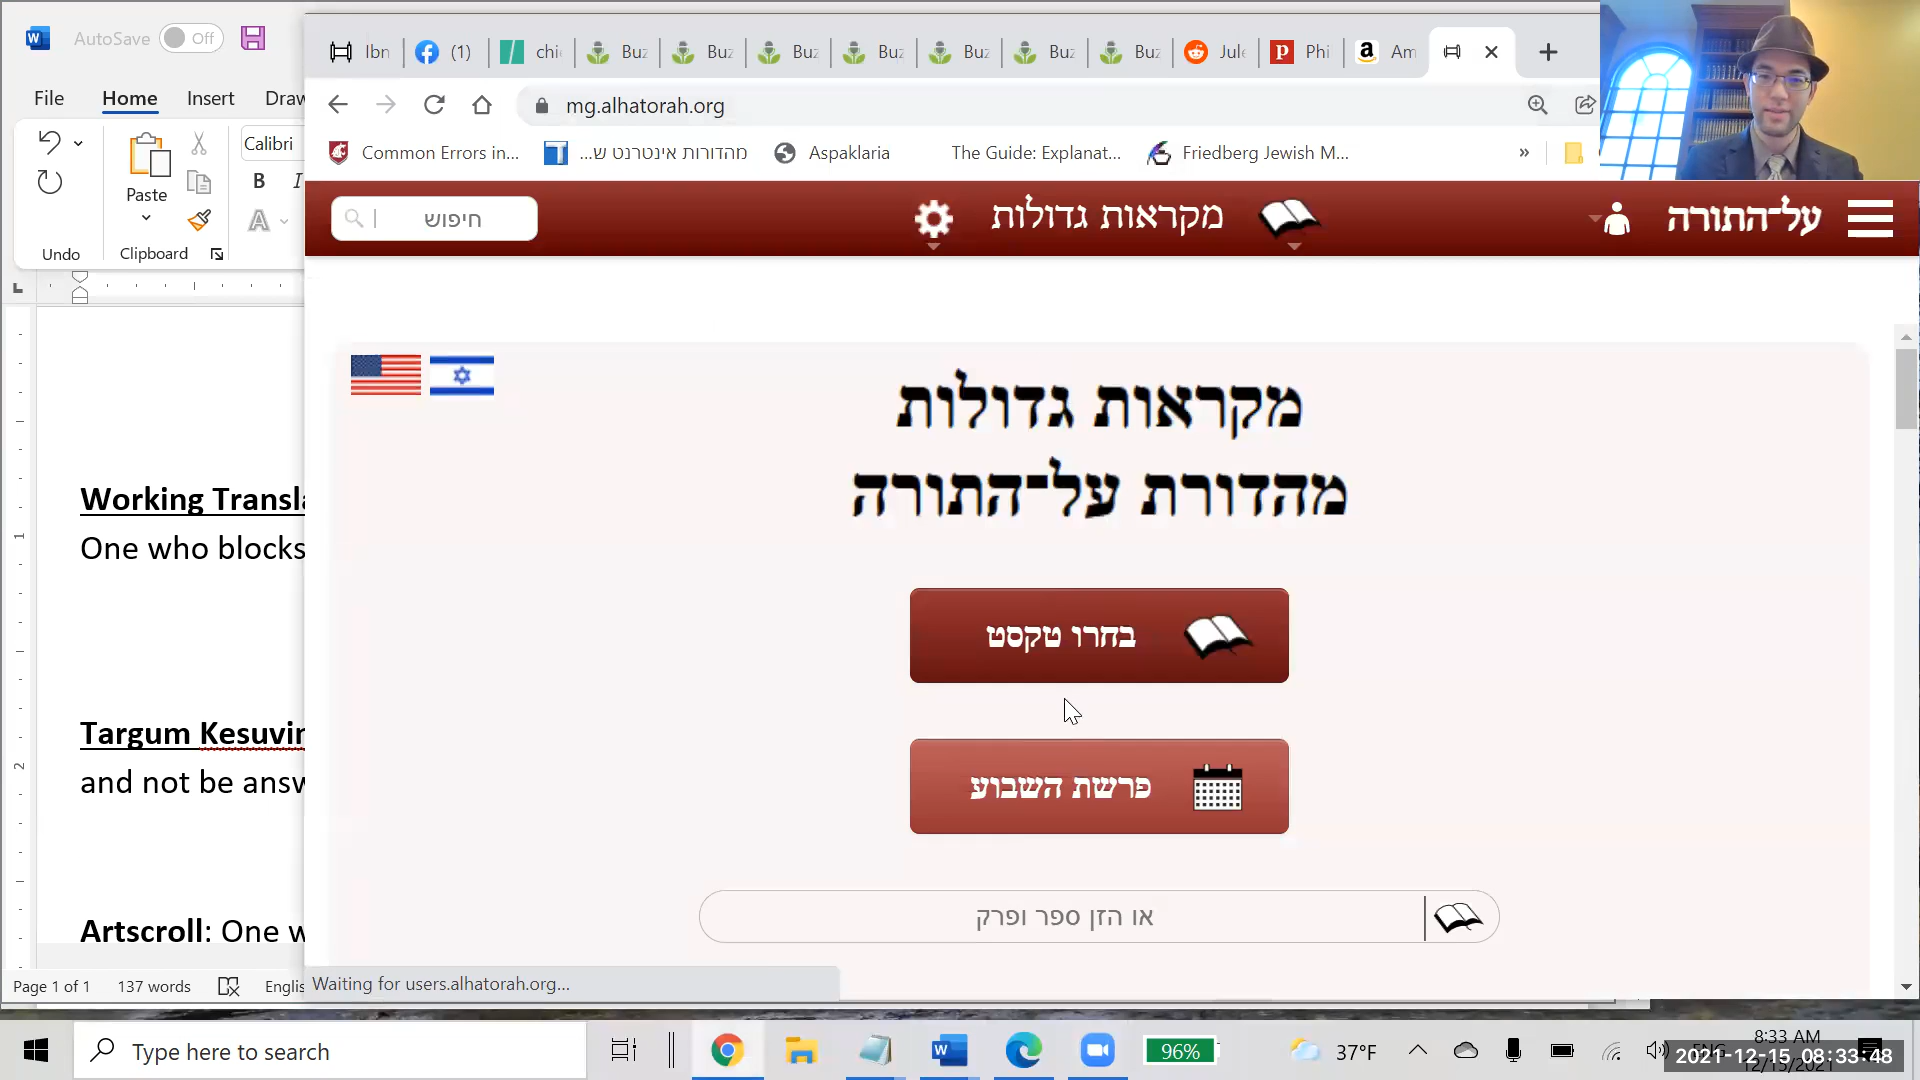 AutoSave Off
File Home Insert Draw
Paste
Calibri
B I
A
Undo
Clipboard
Ibn
(1)
chi
Buz
Buz
Buz
Buz
Buz
Buz
Buz
Jule
Phi
Am
mg.alhatorah.org
Common Errors in...
מהדורות אינטרנט ש...
Aspaklaria
The Guide: Explanat...
Friedberg Jewish M...
»
חיפוש
מקראות גדולות
על־התורה
מקראות גדולות
מהדורת על־התורה
בחרו טקסט
פרשת השבוע
או הזן ספר ופרק
1
2
Working Transla
One who blocks
Targum Kesuvim
and not be answ
Artscroll: One w
Page 1 of 1
137 words
Englis
Waiting for users.alhatorah.org...
Type here to search
96%
37°F
8:33 AM
2021-12-15 08:33:48